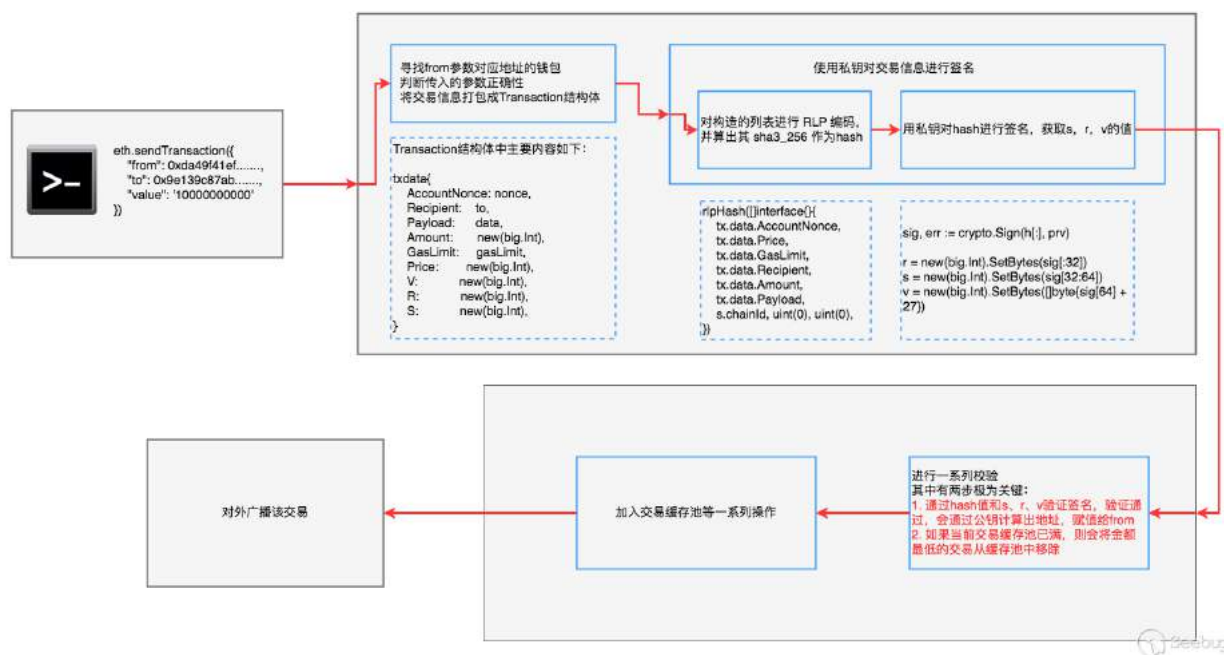 >-
eth.sendTransaction({
"from": 0xda49f41ef.......,
"to": 0x9e139c87ab.......,
"value": '10000000000'
})
寻找from参数对应地址的钱包
判断传入的参数正确性
将交易信息打包成Transaction结构体
Transaction结构体中主要内容如下：
txdata{
AccountNonce: nonce,
Recipient: to,
Payload: data,
Amount: new(big.Int),
GasLimit: gasLimit,
Price: new(big.Int),
V: new(big.Int),
R: new(big.Int),
S: new(big.Int),
}
使用私钥对交易信息进行签名
对构造的列表进行 RLP 编码，
并算出其 sha3_256 作为hash
用私钥对hash进行签名，获取s，r，v的值
rlpHash([]interface{}{
tx.data.AccountNonce,
tx.data.Price,
tx.data.GasLimit,
tx.data.Recipient,
tx.data.Amount,
tx.data.Payload,
s.chainId, uint(0), uint(0),
})
sig, err := crypto.Sign(h[:], prv)
r = new(big.Int).SetBytes(sig[:32])
s = new(big.Int).SetBytes(sig[32:64])
v = new(big.Int).SetBytes([]byte{sig[64] +
27})
进行一系列校验
其中有两步极为关键：
1. 通过hash值和s、r、v验证签名，验证通
过，会通过公钥计算出地址，赋值给from
2. 如果当前交易缓存池已满，则会将金额
最低的交易从缓存池中移除
加入交易缓存池等一系列操作
对外广播该交易
Seebug